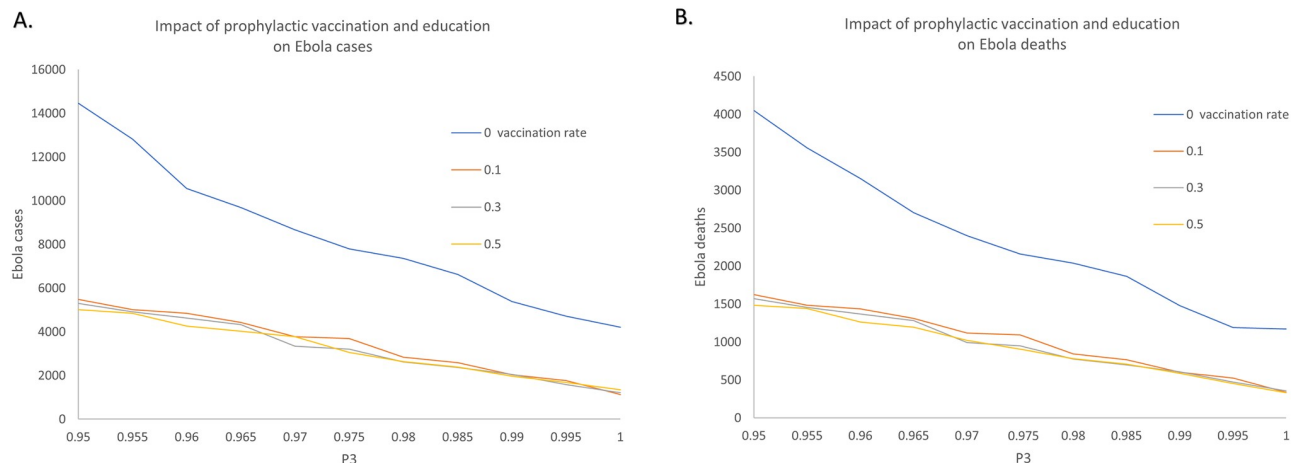 A.
Impact of prophylactic vaccination and education
on Ebola cases
16000
14000
12000
10000
8000
6000
4000
2000
0
Ebola cases
0 vaccination rate
0.1
0.3
0.5
0.95 0.955 0.96 0.965 0.97 0.975 0.98 0.985 0.99 0.995 1
P3
B.
Impact of prophylactic vaccination and education
on Ebola deaths
4500
4000
3500
3000
2500
2000
1500
1000
500
0
Ebola deaths
0 vaccination rate
0.1
0.3
0.5
0.95 0.955 0.96 0.965 0.97 0.975 0.98 0.985 0.99 0.995 1
P3